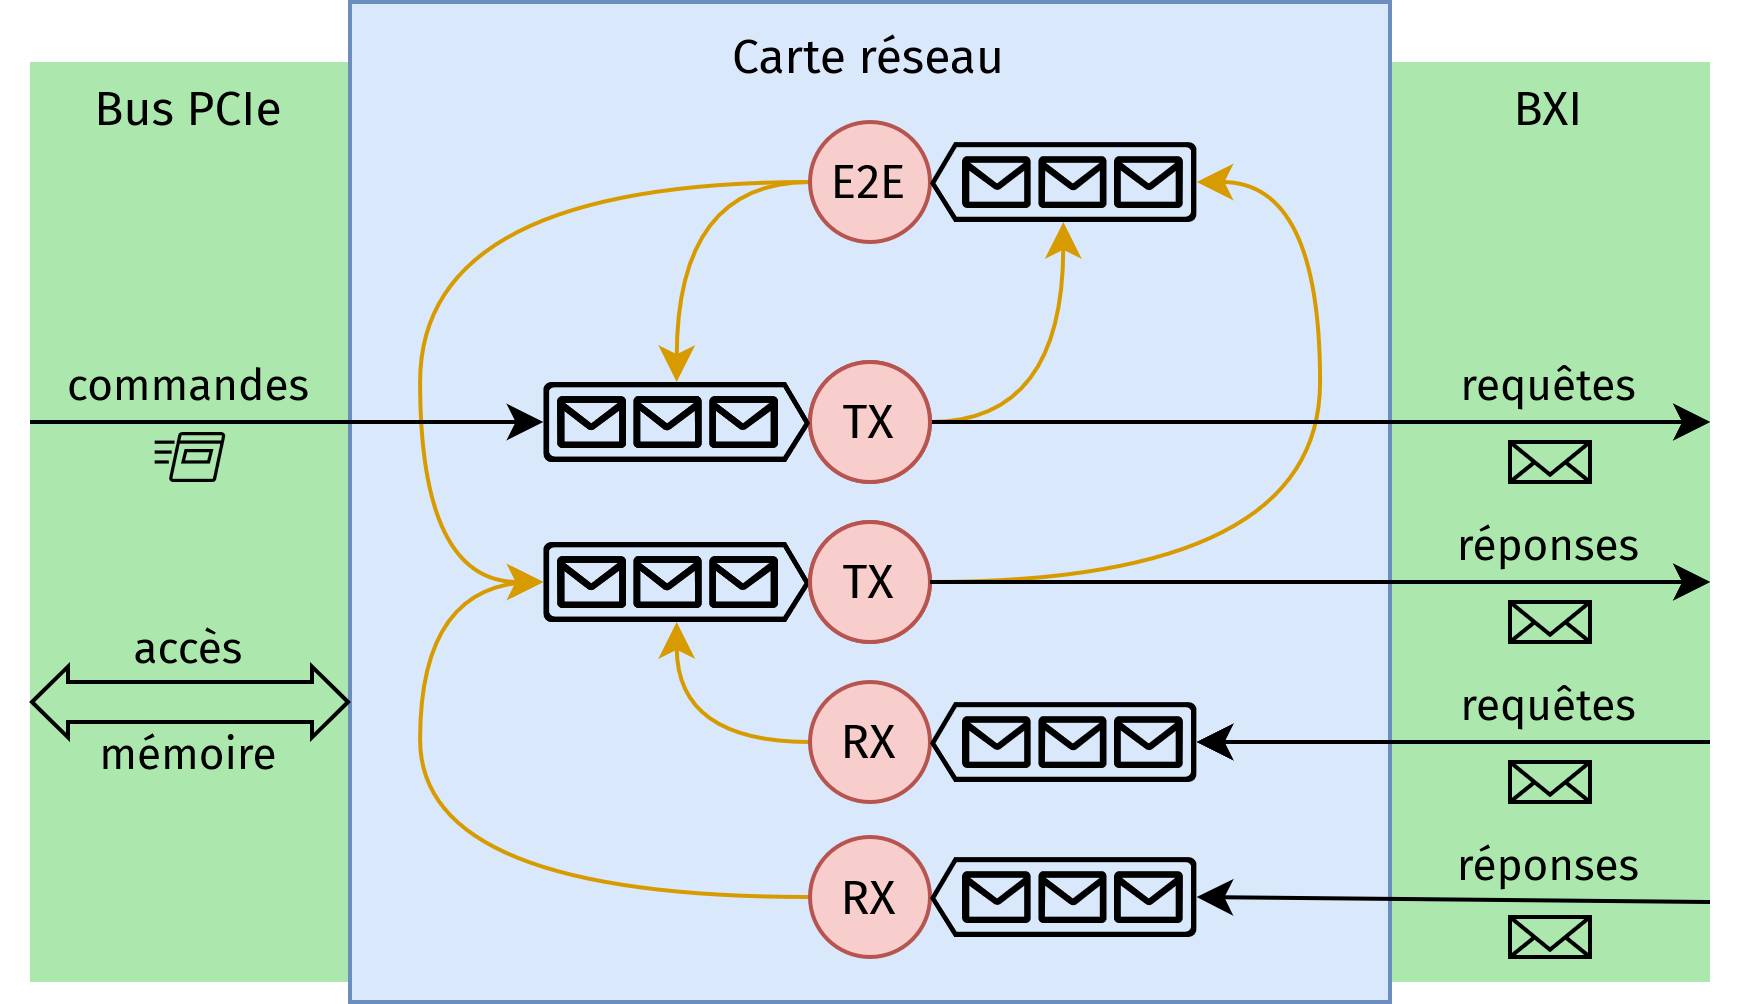 Carte réseau
Bus PCIe
BXI
E2E
commandes
TX
requêtes
TX
réponses
accès
mémoire
RX
requêtes
RX
réponses